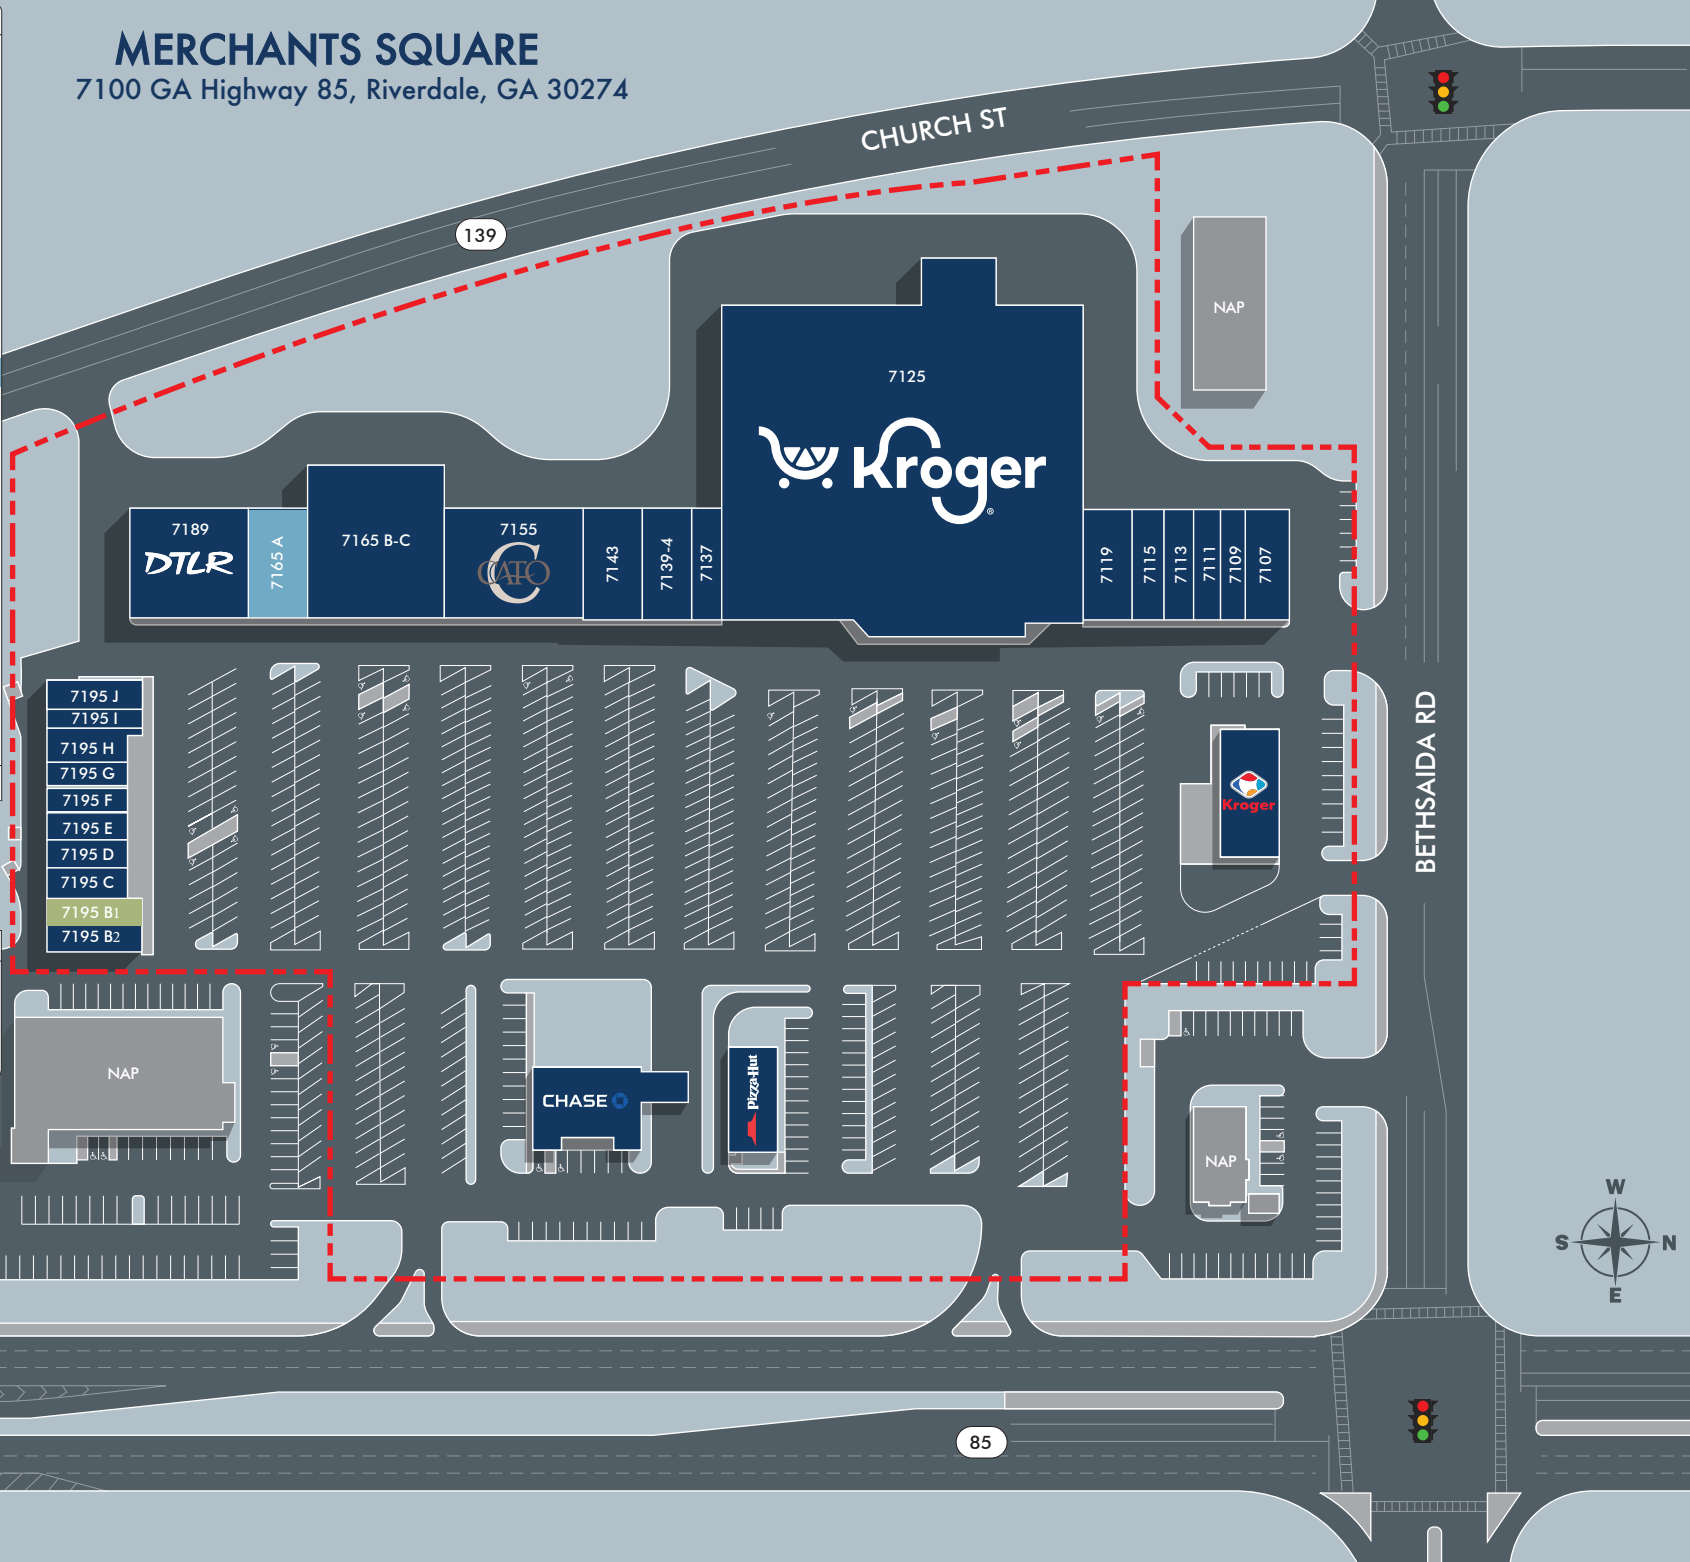 MERCHANTS SQUARE
7100 GA Highway 85, Riverdale, GA 30274
CHURCH ST
139
NAP
7125
Kroger
®
7189
DTLR
7165 A
7165 B-C
7155
CATO
C
7143
7139-4
7137
7119
7115
7113
7111
7109
7107
7195 J
7195 I
7195 H
7195 G
7195 F
7195 E
7195 D
7195 C
7195 B1
7195 B2
Kroger
BETHSAIDA RD
NAP
CHASE
Pizza Hut
NAP
W
S
N
E
85